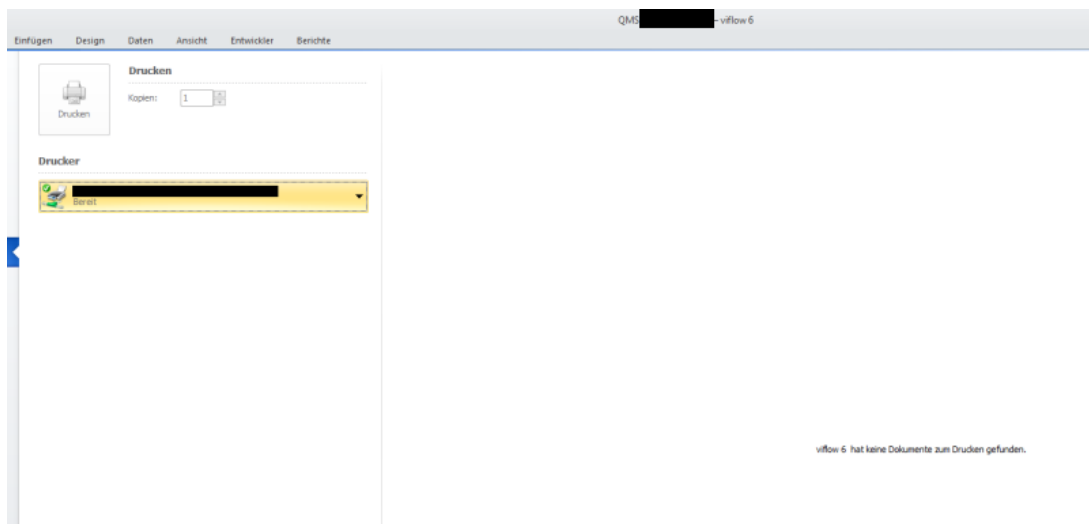 QMS - viflow 6
Einfügen Design Daten Ansicht Entwickler Berichte
Drucken
Kopien: 1
Drucken
Drucker
Bereit
viflow 6 hat keine Dokumente zum Drucken gefunden.